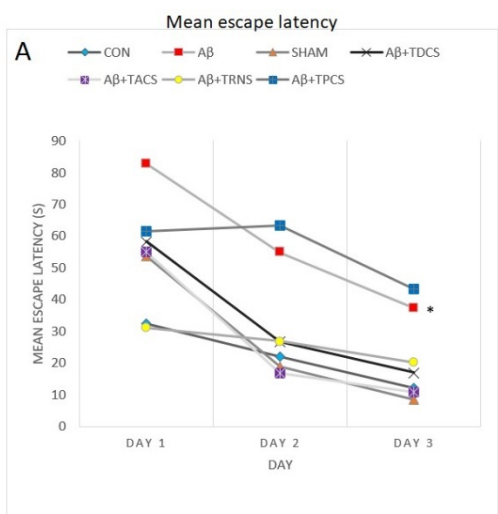 Mean escape latency
A
CON Aβ SHAM Aβ+TDCS
Aβ+TACS Aβ+TRNS Aβ+TPCS
90
80
70
60
50
40
30
20
10
0
MEAN ESCAPE LATENCY (S)
*
DAY 1 DAY 2 DAY 3
DAY